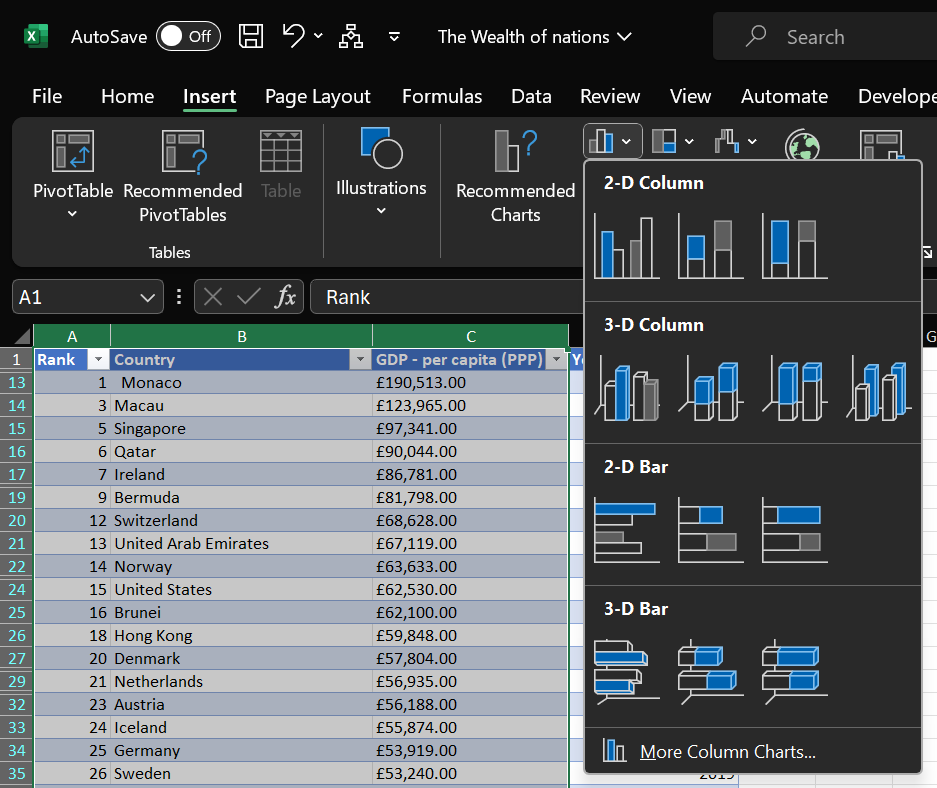 AutoSave Off The Wealth of nations Search
File Home Insert Page Layout Formulas Data Review View Automate Develope
PivotTable Recommended PivotTables Table Illustrations Recommended Charts
Tables
A1 fx Rank
2-D Column
3-D Column
2-D Bar
3-D Bar
More Column Charts...
A B C G
1 Rank Country GDP - per capita (PPP) Y
13 1 Monaco £190,513.00
14 3 Macau £123,965.00
15 5 Singapore £97,341.00
16 6 Qatar £90,044.00
17 7 Ireland £86,781.00
19 9 Bermuda £81,798.00
20 12 Switzerland £68,628.00
21 13 United Arab Emirates £67,119.00
22 14 Norway £63,633.00
24 15 United States £62,530.00
25 16 Brunei £62,100.00
26 18 Hong Kong £59,848.00
27 20 Denmark £57,804.00
29 21 Netherlands £56,935.00
32 23 Austria £56,188.00
33 24 Iceland £55,874.00
34 25 Germany £53,919.00
35 26 Sweden £53,240.00 2019